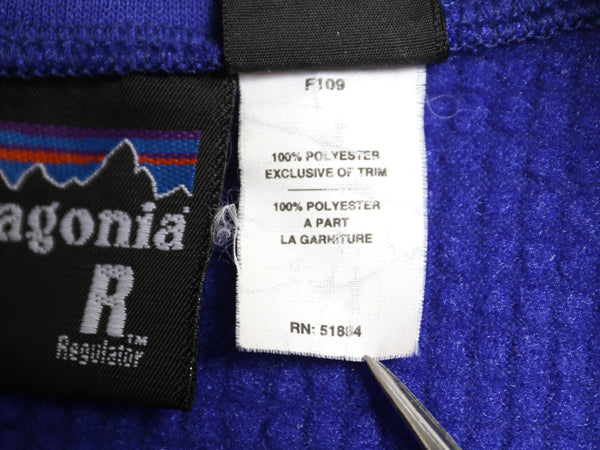 agonia
R
Regulator™
F109
100% POLYESTER
EXCLUSIVE OF TRIM
100% POLYESTER
A PART
LA GARNITURE
RN: 51884